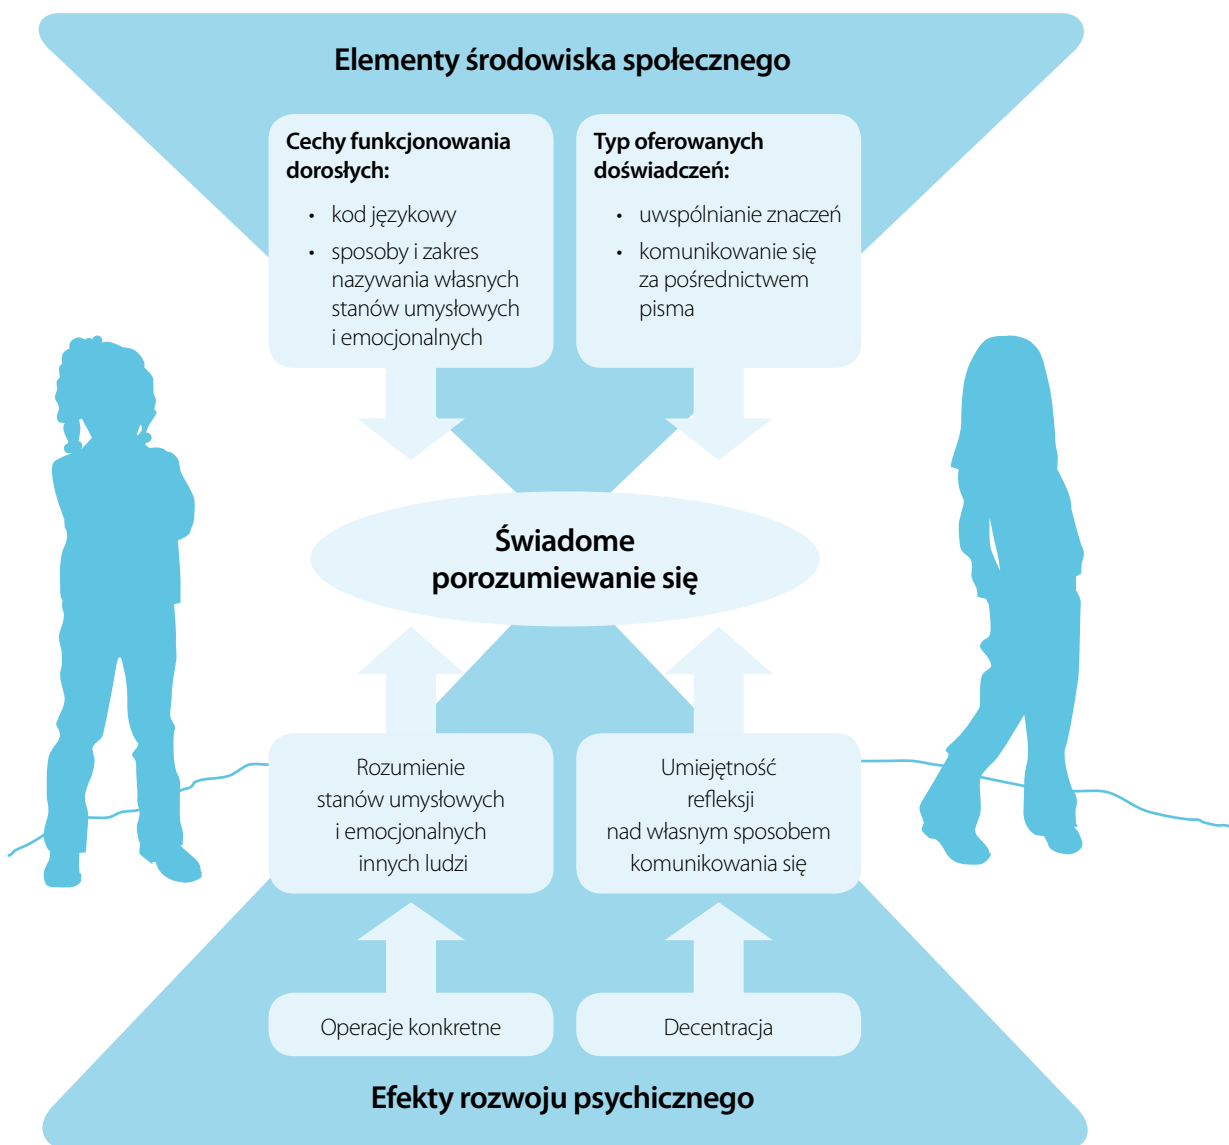 Elementy środowiska społecznego
Cechy funkcjonowania
dorosłych:
• kod językowy
• sposoby i zakres
nazywania własnych
stanów umysłowych
i emocjonalnych
Typ oferowanych
doświadczeń:
• uwspólnianie znaczeń
• komunikowanie się
za pośrednictwem
pisma
Świadome
porozumiewanie się
Rozumienie
stanów umysłowych
i emocjonalnych
innych ludzi
Umiejętność
refleksji
nad własnym sposobem
komunikowania się
Operacje konkretne
Decentracja
Efekty rozwoju psychicznego